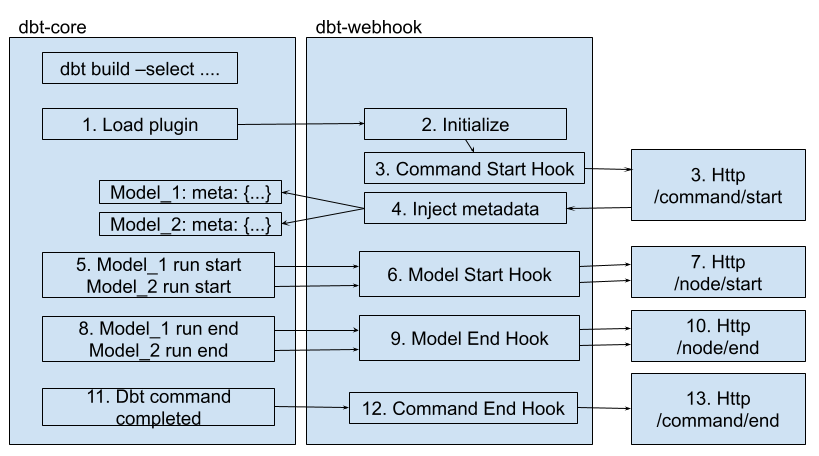 dbt-core
dbt-webhook
dbt build –select ....
1. Load plugin
2. Initialize
3. Command Start Hook
3. Http
/command/start
Model_1: meta: {...}
Model_2: meta: {...}
4. Inject metadata
5. Model_1 run start
Model_2 run start
6. Model Start Hook
7. Http
/node/start
8. Model_1 run end
Model_2 run end
9. Model End Hook
10. Http
/node/end
11. Dbt command
completed
12. Command End Hook
13. Http
/command/end